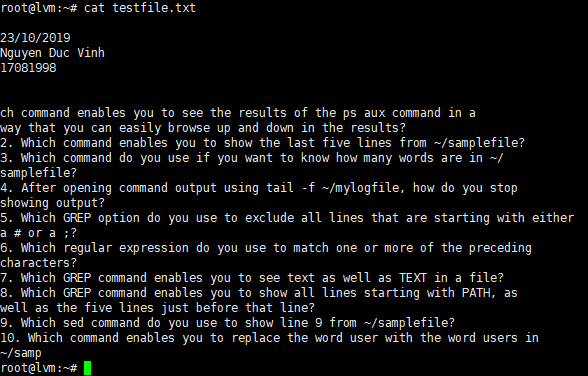 root@lvm:~# cat testfile.txt
23/10/2019
Nguyen Duc Vinh
17081998
ch command enables you to see the results of the ps aux command in a
way that you can easily browse up and down in the results?
2. Which command enables you to show the last five lines from ~/samplefile?
3. Which command do you use if you want to know how many words are in ~/
samplefile?
4. After opening command output using tail -f ~/mylogfile, how do you stop
showing output?
5. Which GREP option do you use to exclude all lines that are starting with either
a # or a ;?
6. Which regular expression do you use to match one or more of the preceding
characters?
7. Which GREP command enables you to see text as well as TEXT in a file?
8. Which GREP command enables you to show all lines starting with PATH, as
well as the five lines just before that line?
9. Which sed command do you use to show line 9 from ~/samplefile?
10. Which command enables you to replace the word user with the word users in
~/samp
root@lvm:~#